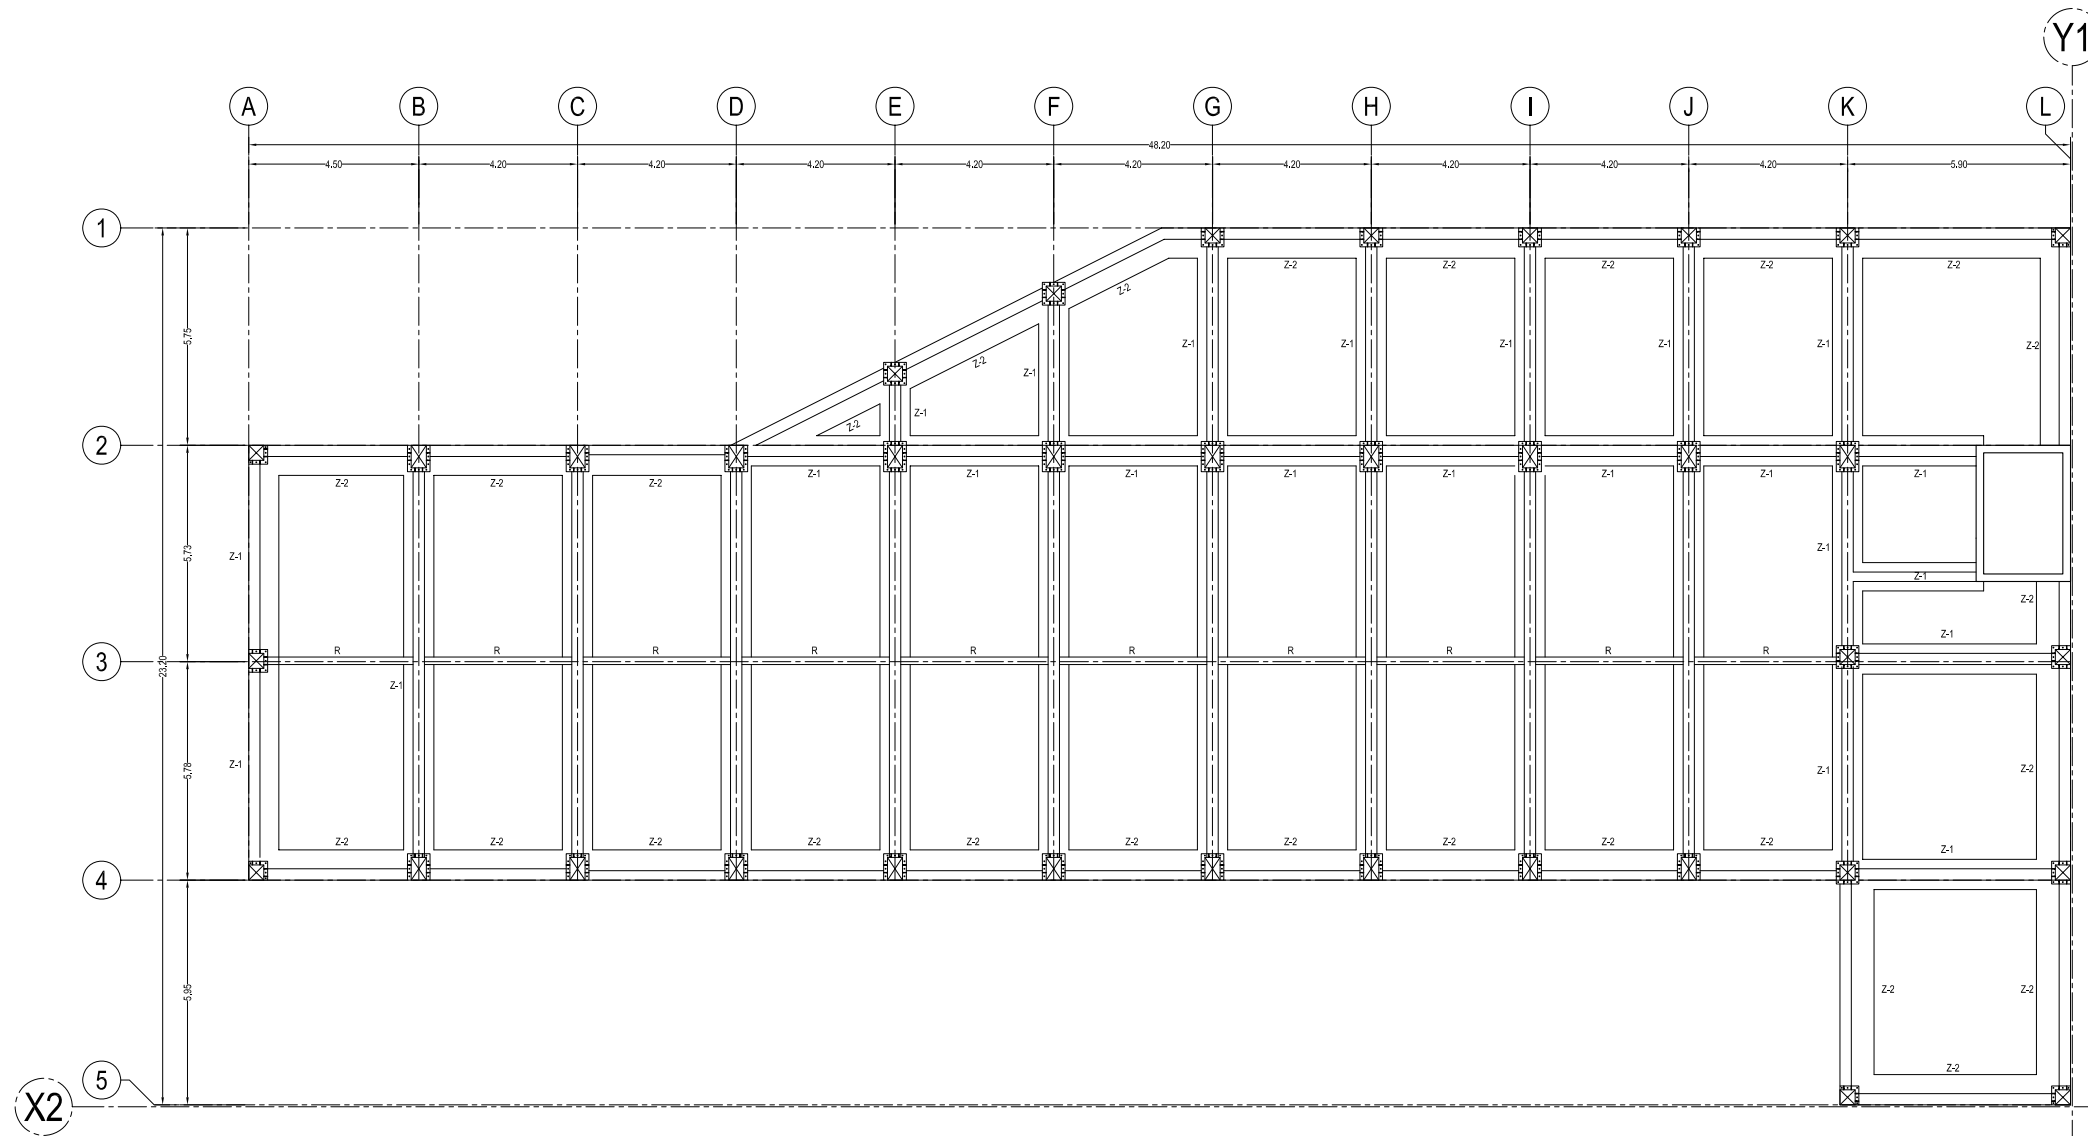 Y1
A B C D E F G H I J K L
48.20
4.50 4.20 4.20 4.20 4.20 4.20 4.20 4.20 4.20 4.20 5.90
1
Z-2 Z-2 Z-2 Z-2 Z-2
Z-2
5.75
Z-1 Z-1 Z-1 Z-1 Z-1 Z-2
Z-2 Z-1
Z-1
Z-2
2
Z-1 Z-1 Z-1 Z-1 Z-1 Z-1 Z-1 Z-1
Z-2 Z-2 Z-2
5.73
Z-1 Z-1
Z-1
Z-2
Z-1
R R R R R R R R R R
3
23.20
Z-1
Z-1 Z-1 Z-2
5.78
Z-2 Z-2 Z-2 Z-2 Z-2 Z-2 Z-2 Z-2 Z-2 Z-2 Z-1
4
5.95
Z-2 Z-2
Z-2
5
X2